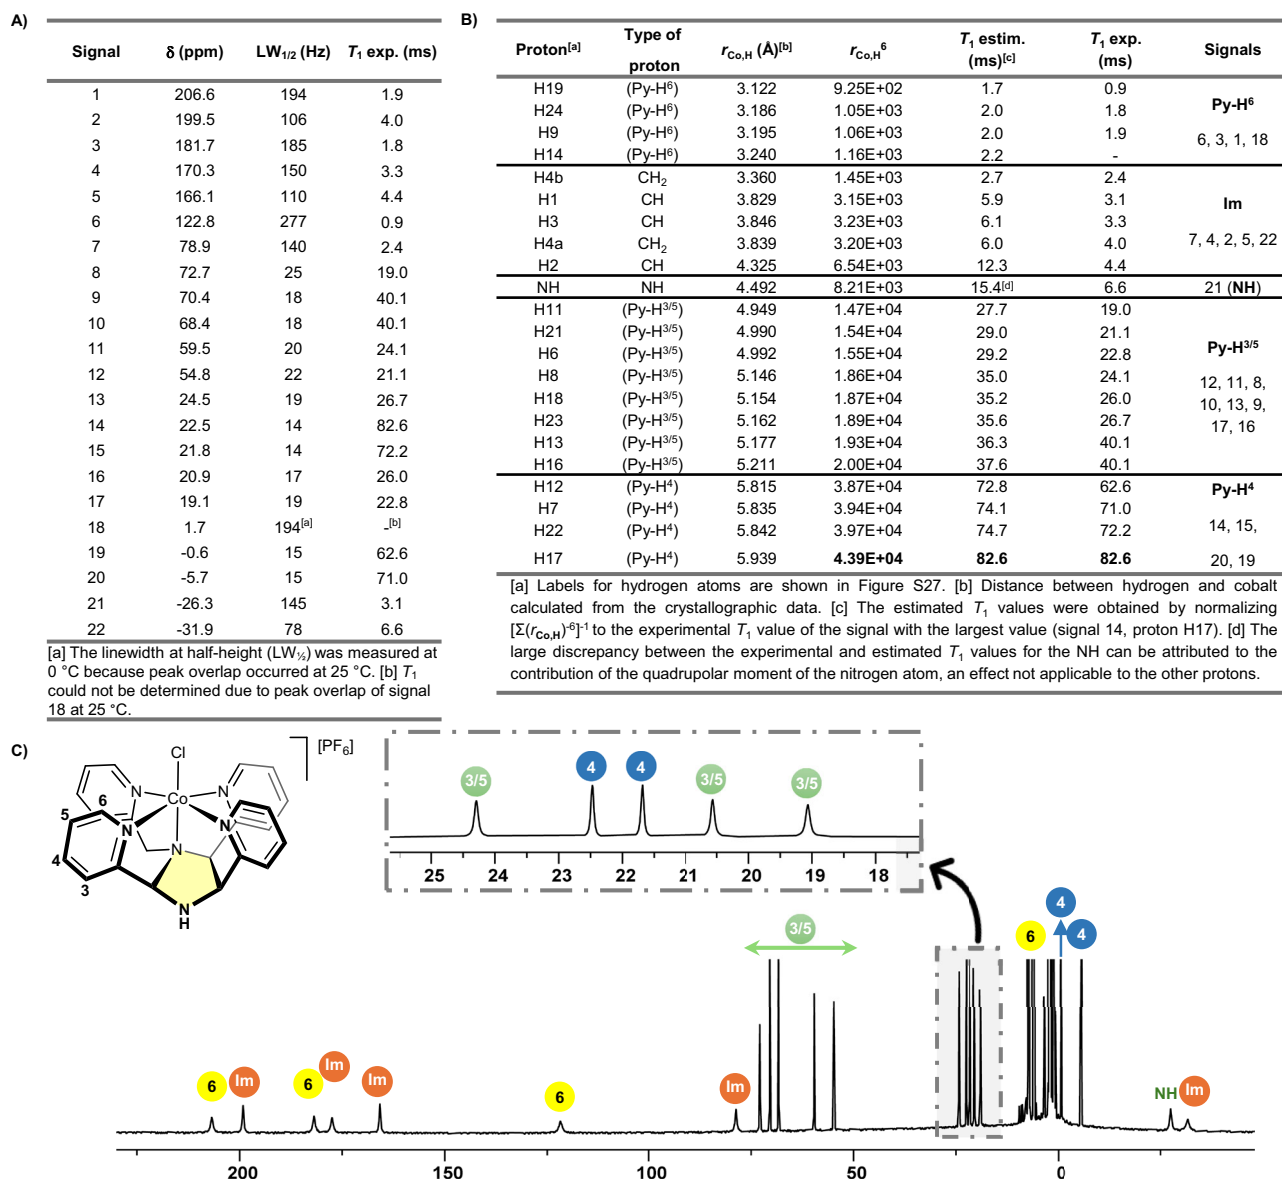 A)
Signal δ (ppm) LW1/2 (Hz) T1 exp. (ms)
1 206.6 194 1.9
2 199.5 106 4.0
3 181.7 185 1.8
4 170.3 150 3.3
5 166.1 110 4.4
6 122.8 277 0.9
7 78.9 140 2.4
8 72.7 25 19.0
9 70.4 18 40.1
10 68.4 18 40.1
11 59.5 20 24.1
12 54.8 22 21.1
13 24.5 19 26.7
14 22.5 14 82.6
15 21.8 14 72.2
16 20.9 17 26.0
17 19.1 19 22.8
18 1.7 194[a] -[b]
19 -0.6 15 62.6
20 -5.7 15 71.0
21 -26.3 145 3.1
22 -31.9 78 6.6
[a] The linewidth at half-height (LW½) was measured at
0 °C because peak overlap occurred at 25 °C. [b] T1
could not be determined due to peak overlap of signal
18 at 25 °C.
B)
Proton[a] Type of proton rCo,H (Å)[b] rCo,H6 T1 estim. (ms)[c] T1 exp. (ms) Signals
H19 (Py-H6) 3.122 9.25E+02 1.7 0.9
H24 (Py-H6) 3.186 1.05E+03 2.0 1.8
H9 (Py-H6) 3.195 1.06E+03 2.0 1.9
H14 (Py-H6) 3.240 1.16E+03 2.2 -
Py-H6
6, 3, 1, 18
H4b CH2 3.360 1.45E+03 2.7 2.4
H1 CH 3.829 3.15E+03 5.9 3.1
H3 CH 3.846 3.23E+03 6.1 3.3
H4a CH2 3.839 3.20E+03 6.0 4.0
H2 CH 4.325 6.54E+03 12.3 4.4
Im
7, 4, 2, 5, 22
NH NH 4.492 8.21E+03 15.4[d] 6.6 21 (NH)
H11 (Py-H3/5) 4.949 1.47E+04 27.7 19.0
H21 (Py-H3/5) 4.990 1.54E+04 29.0 21.1
H6 (Py-H3/5) 4.992 1.55E+04 29.2 22.8
H8 (Py-H3/5) 5.146 1.86E+04 35.0 24.1
H18 (Py-H3/5) 5.154 1.87E+04 35.2 26.0
H23 (Py-H3/5) 5.162 1.89E+04 35.6 26.7
H13 (Py-H3/5) 5.177 1.93E+04 36.3 40.1
H16 (Py-H3/5) 5.211 2.00E+04 37.6 40.1
Py-H3/5
12, 11, 8,
10, 13, 9,
17, 16
H12 (Py-H4) 5.815 3.87E+04 72.8 62.6
H7 (Py-H4) 5.835 3.94E+04 74.1 71.0
H22 (Py-H4) 5.842 3.97E+04 74.7 72.2
H17 (Py-H4) 5.939 4.39E+04 82.6 82.6
Py-H4
14, 15,
20, 19
[a] Labels for hydrogen atoms are shown in Figure S27. [b] Distance between hydrogen and cobalt
calculated from the crystallographic data. [c] The estimated T1 values were obtained by normalizing
[Σ(rCo,H)-6]-1 to the experimental T1 value of the signal with the largest value (signal 14, proton H17). [d] The
large discrepancy between the experimental and estimated T1 values for the NH can be attributed to the
contribution of the quadrupolar moment of the nitrogen atom, an effect not applicable to the other protons.
C)
[PF6]
Cl
N Co N
N N
N
N
H
6
5
4
3
3/5 4 4 3/5 3/5
25 24 23 22 21 20 19 18
6 Im 6 Im Im 6 Im 3/5 6 4 4 NH Im
200 150 100 50 0